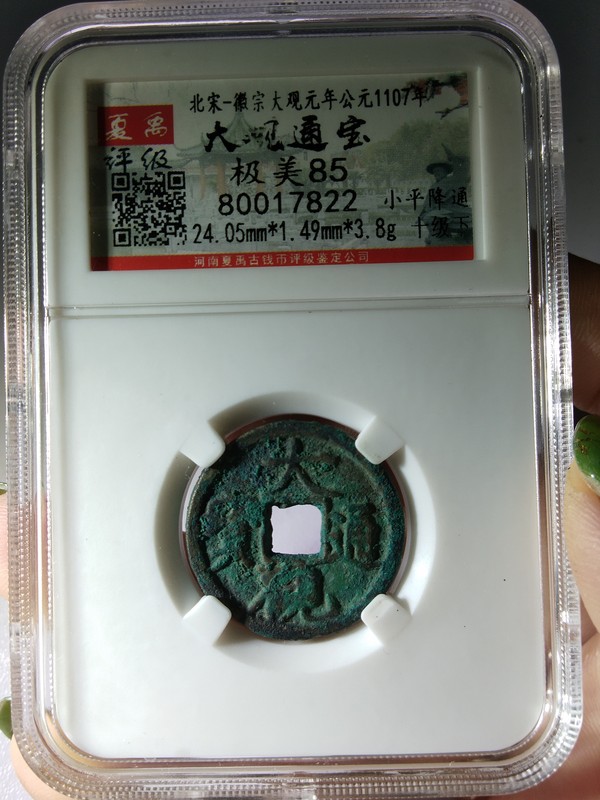 北宋-徽宗大观元年公元1107年
夏禹
评级
大观通宝
极美85
80017822
小平降通
24.05mm*1.49mm*3.8g
十级下
河南夏禹古钱币评级鉴定公司
大
观
通